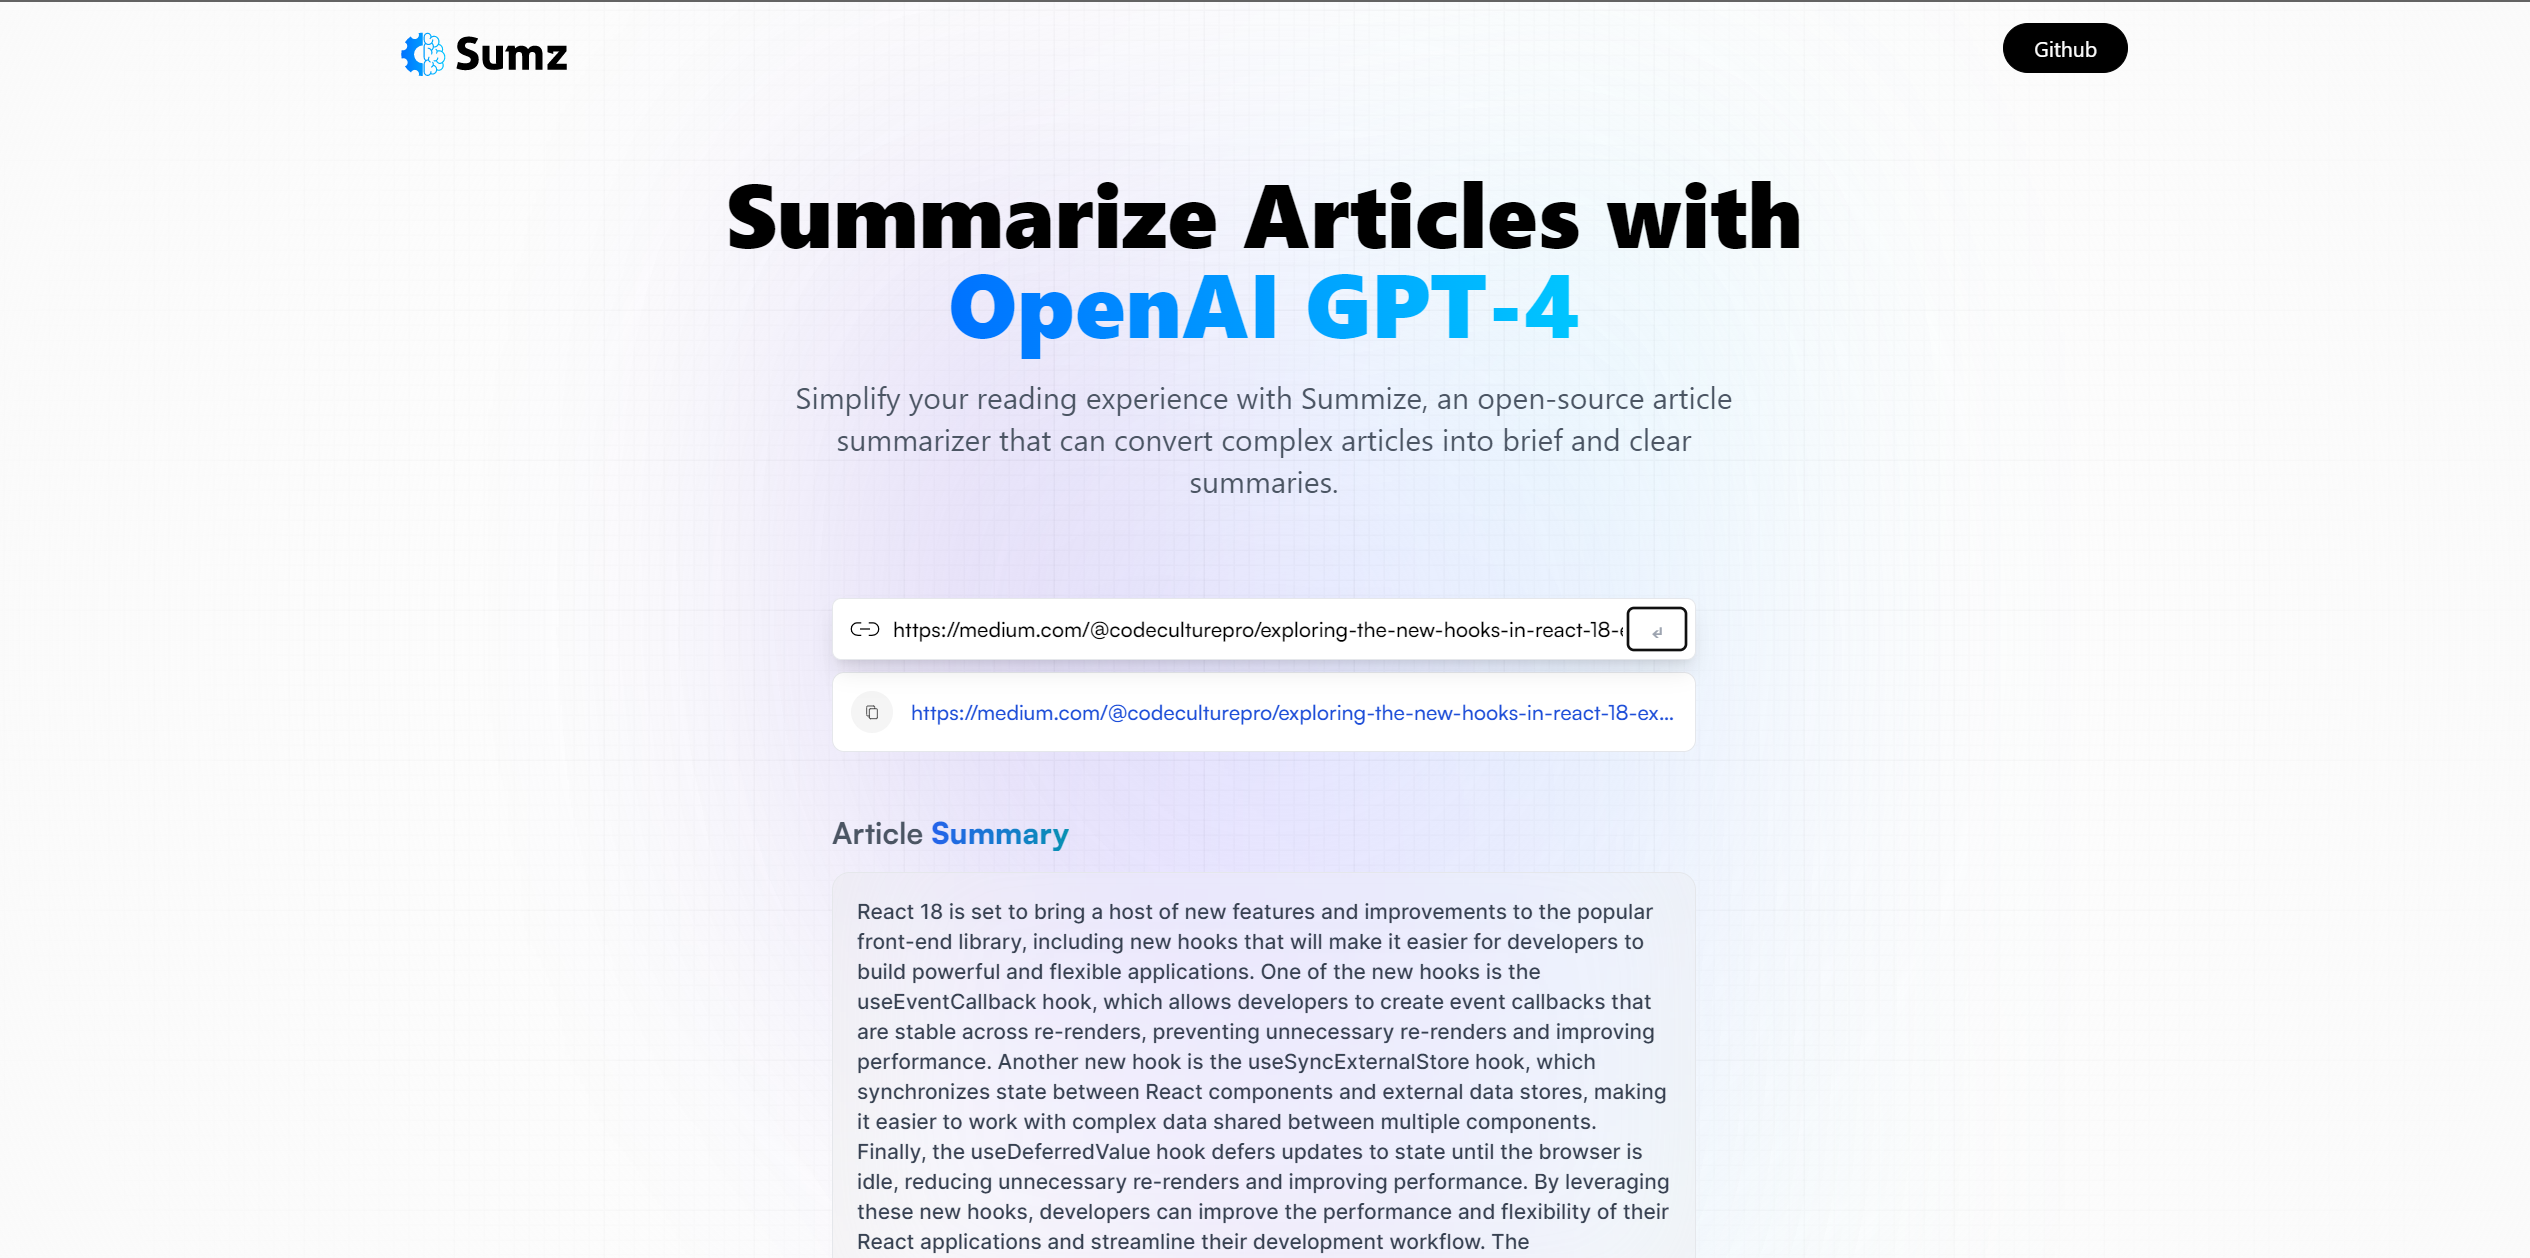 Sumz
Github
Summarize Articles with
OpenAI GPT-4
Simplify your reading experience with Summize, an open-source article
summarizer that can convert complex articles into brief and clear
summaries.
https://medium.com/@codeculturepro/exploring-the-new-hooks-in-react-18-e
https://medium.com/@codeculturepro/exploring-the-new-hooks-in-react-18-ex...
Article Summary
React 18 is set to bring a host of new features and improvements to the popular
front-end library, including new hooks that will make it easier for developers to
build powerful and flexible applications. One of the new hooks is the
useEventCallback hook, which allows developers to create event callbacks that
are stable across re-renders, preventing unnecessary re-renders and improving
performance. Another new hook is the useSyncExternalStore hook, which
synchronizes state between React components and external data stores, making
it easier to work with complex data shared between multiple components.
Finally, the useDeferredValue hook defers updates to state until the browser is
idle, reducing unnecessary re-renders and improving performance. By leveraging
these new hooks, developers can improve the performance and flexibility of their
React applications and streamline their development workflow. The